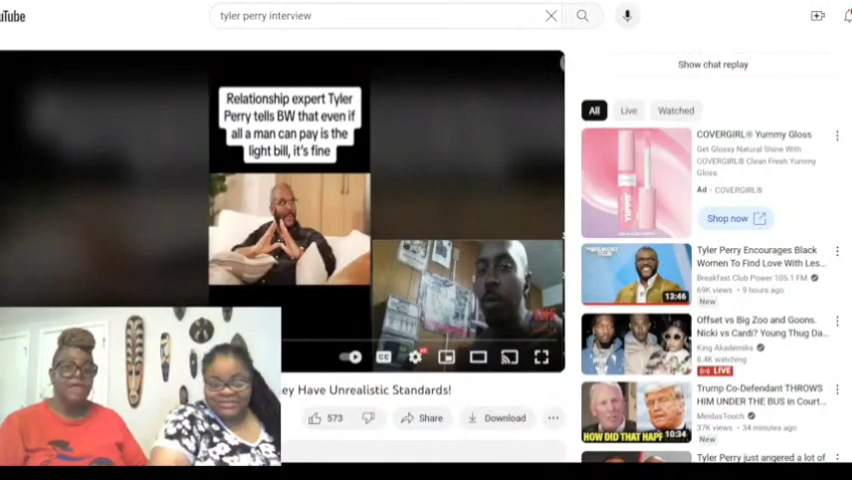 uTube
tyler perry interview
Relationship expert Tyler
Perry tells BW that even if
all a man can pay is the
light bill, it's fine
CC
ey Have Unrealistic Standards!
573
Share
Download
Show chat replay
All
Live
Watched
COVERGIRL® Yummy Gloss
Get Glossy Natural Shine With
COVERGIRL® Clean Fresh Yummy
Gloss.
Ad • COVERGIRL®
Shop now
Tyler Perry Encourages Black
Women To Find Love With Les...
Breakfast Club Power 105.1 FM
69K views • 9 hours ago
New
13:46
Offset vs Big Zoo and Goons.
Nicki vs Cardi? Young Thug Da...
King Akademiks
8.4K watching
LIVE
Trump Co-Defendant THROWS
HIM UNDER THE BUS in Court...
MeidasTouch
37K views • 34 minutes ago
New
HOW DID THAT HAPP
10:34
Tyler Perry just angered a lot of